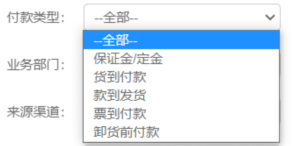 付款类型： --全部--
--全部--
保证金/定金
业务部门：
货到付款
款到发货
来源渠道：
票到付款
卸货前付款